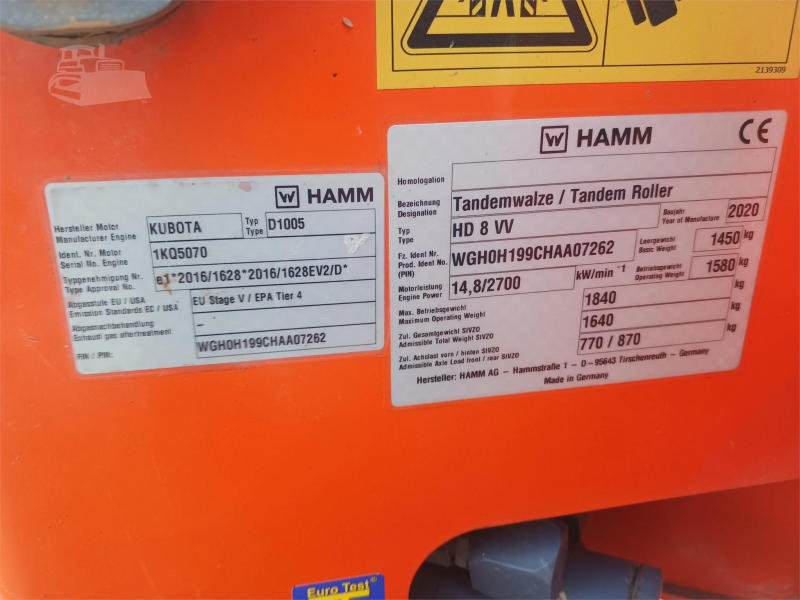 2139309
HAMM
Hersteller Motor
Manufacturer Engine
KUBOTA
Typ
Type
D1005
Ident. Nr. Motor
Serial No. Engine
1KQ5070
Typgenehmigung Nr.
Type Approval No.
e1*2016/1628*2016/1628EV2/D*
Abgasstufe EU / USA
Emission Standards EC / USA
EU Stage V / EPA Tier 4
Abgasnachbehandlung
Exhaust gas aftertreatment
–
PIN / PIN:
WGH0H199CHAA07262
HAMM CE
Homologation
Bezeichnung
Designation
Tandemwalze / Tandem Roller
Typ
Type
HD 8 VV
Baujahr
Year of Manufacture
2020
Fz. Ident Nr.
Prod. Ident No.
(PIN)
WGH0H199CHAA07262
Leergewicht
Basic Weight
1450 kg
Motorleistung
Engine Power
14,8/2700
kW/min -1
Betriebsgewicht
Operating Weight
1580 kg
Max. Betriebsgewicht
Maximum Operating Weight
1840 kg
Zul. Gesamtgewicht StVZO
Admissible Total Weight StVZO
1640 kg
Zul. Achslast vorn / hinten StVZO
Admissible Axle Load front / rear StVZO
770 / 870 kg
Hersteller: HAMM AG – Hammstraße 1 – D-95643 Tirschenreuth – Germany
Made in Germany
Euro Test